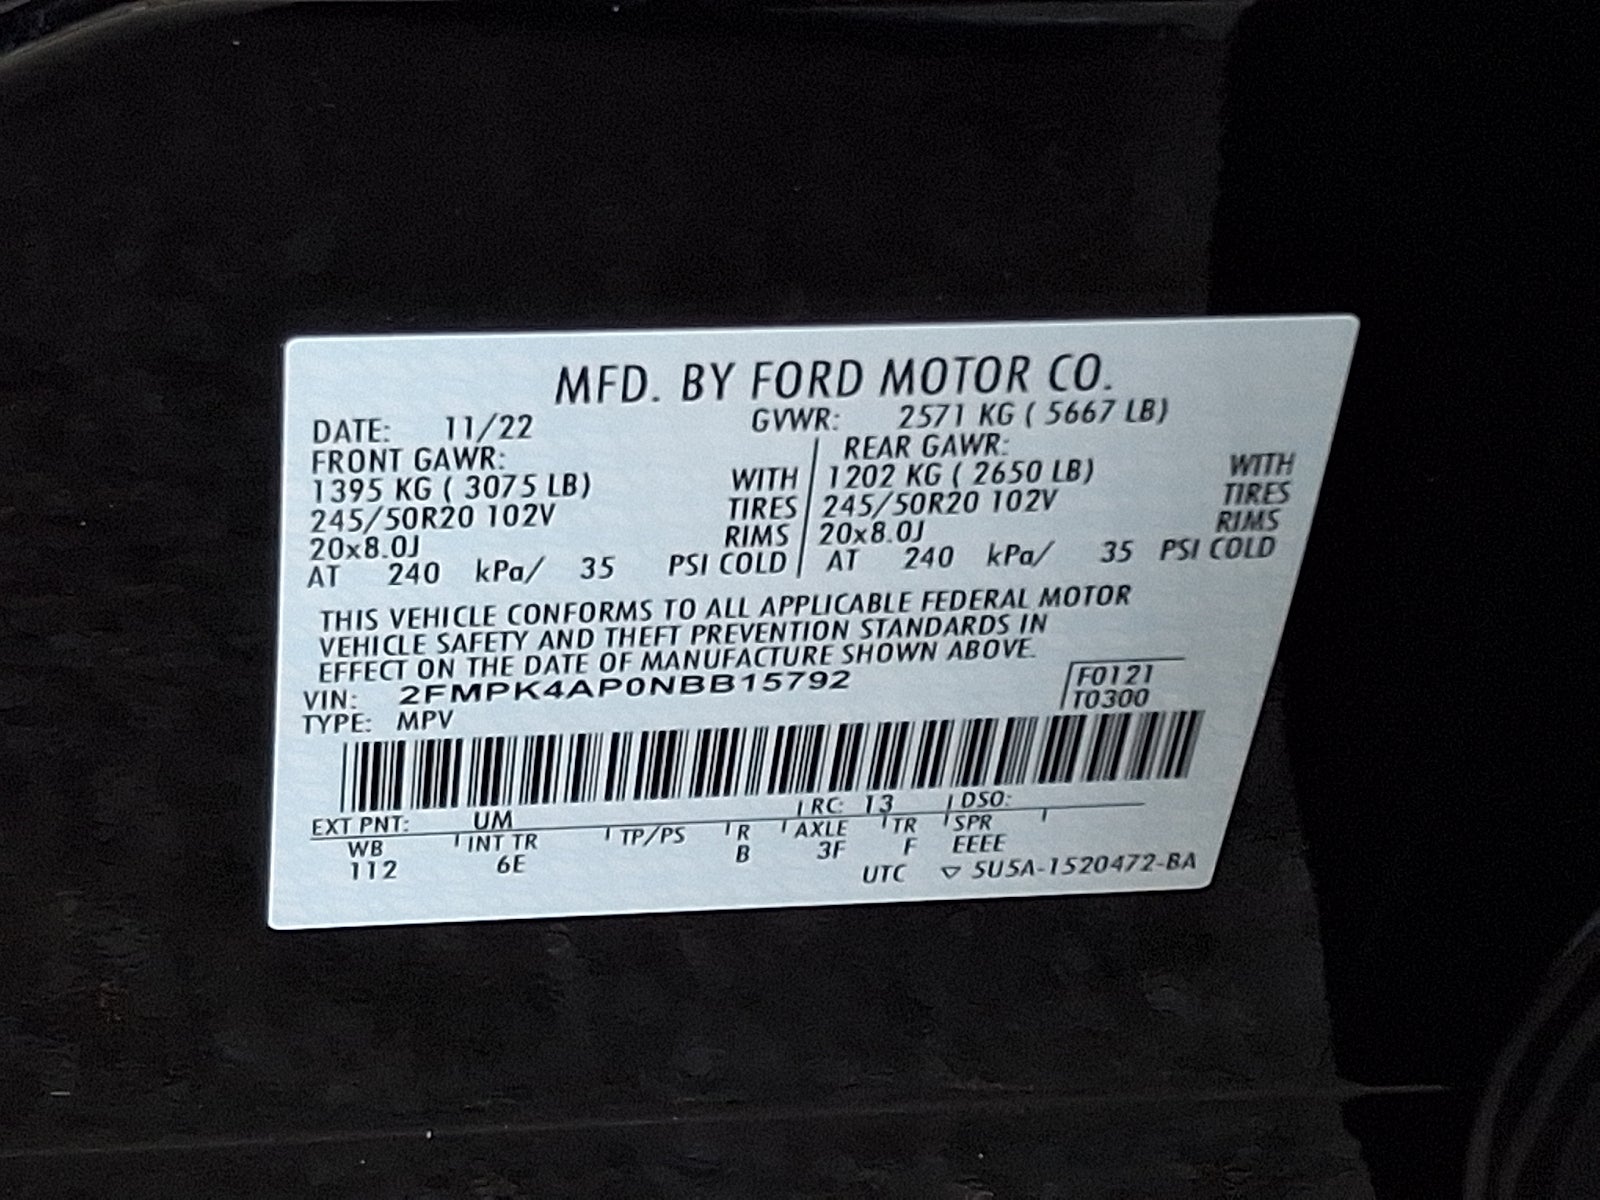 MFD. BY FORD MOTOR CO.
DATE: 11/22 GVWR: 2571 KG ( 5667 LB)
FRONT GAWR: REAR GAWR:
1395 KG ( 3075 LB) WITH 1202 KG ( 2650 LB) WITH
245/50R20 102V TIRES 245/50R20 102V TIRES
20x8.0J RIMS 20x8.0J RIMS
AT 240 kPa/ 35 PSI COLD AT 240 kPa/ 35 PSI COLD
THIS VEHICLE CONFORMS TO ALL APPLICABLE FEDERAL MOTOR
VEHICLE SAFETY AND THEFT PREVENTION STANDARDS IN
EFFECT ON THE DATE OF MANUFACTURE SHOWN ABOVE.
VIN: 2FMPK4AP0NBB15792 F0121
TYPE: MPV T0300
EXT PNT: UM RC: 13 DSO:
WB INT TR TP/PS R AXLE TR SPR
112 6E B 3F F EEEE
UTC ▽ 5U5A-1520472-BA